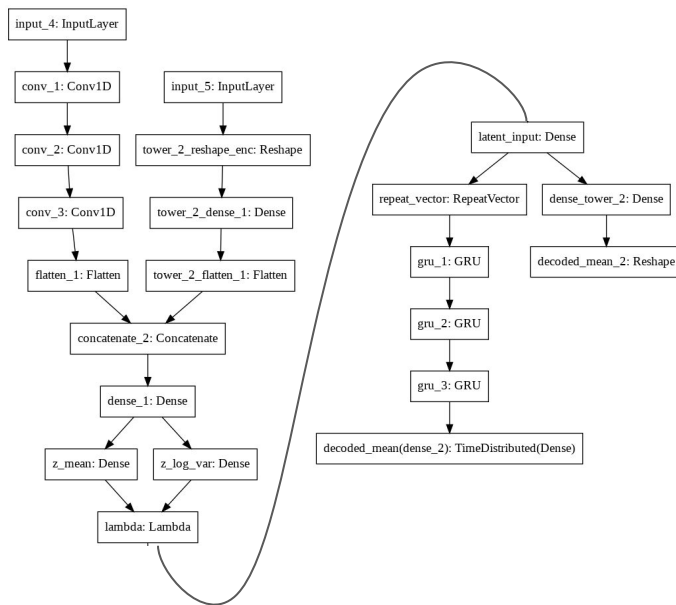 input_4: InputLayer
conv_1: Conv1D
input_5: InputLayer
conv_2: Conv1D
tower_2_reshape_enc: Reshape
conv_3: Conv1D
tower_2_dense_1: Dense
flatten_1: Flatten
tower_2_flatten_1: Flatten
concatenate_2: Concatenate
dense_1: Dense
z_mean: Dense
z_log_var: Dense
lambda: Lambda
latent_input: Dense
repeat_vector: RepeatVector
dense_tower_2: Dense
gru_1: GRU
decoded_mean_2: Reshape
gru_2: GRU
gru_3: GRU
decoded_mean(dense_2): TimeDistributed(Dense)